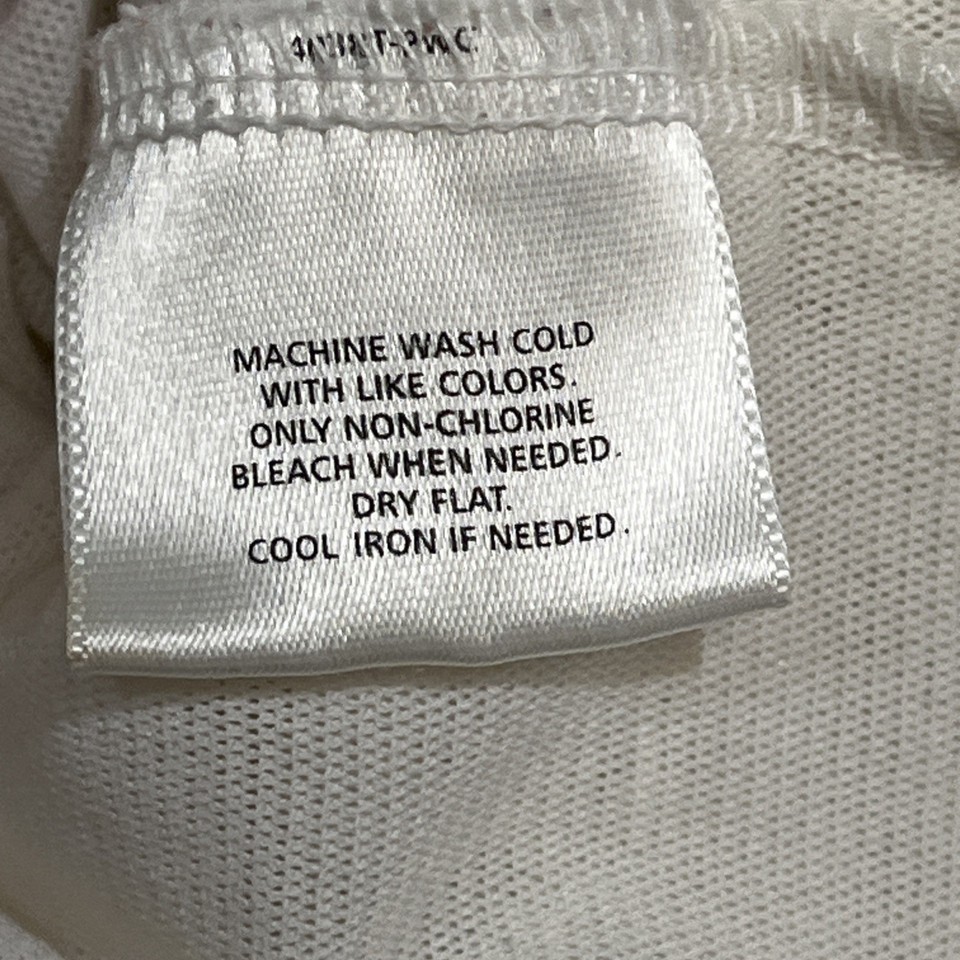 MACHINE WASH COLD
WITH LIKE COLORS.
ONLY NON-CHLORINE
BLEACH WHEN NEEDED.
DRY FLAT.
COOL IRON IF NEEDED.